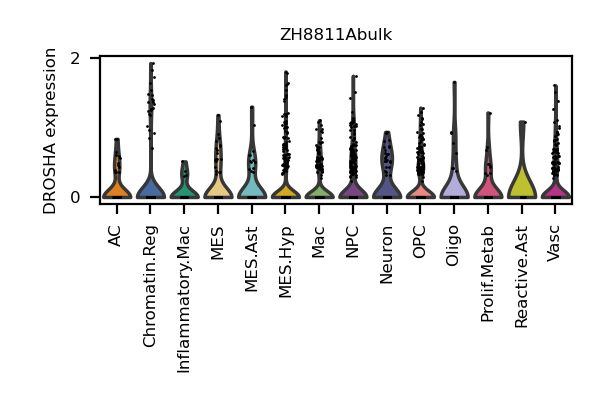 ZH8811Abulk
DROSHA expression
2
0
AC
Chromatin.Reg
Inflammatory.Mac
MES
MES.Ast
MES.Hyp
Mac
NPC
Neuron
OPC
Oligo
Prolif.Metab
Reactive.Ast
Vasc